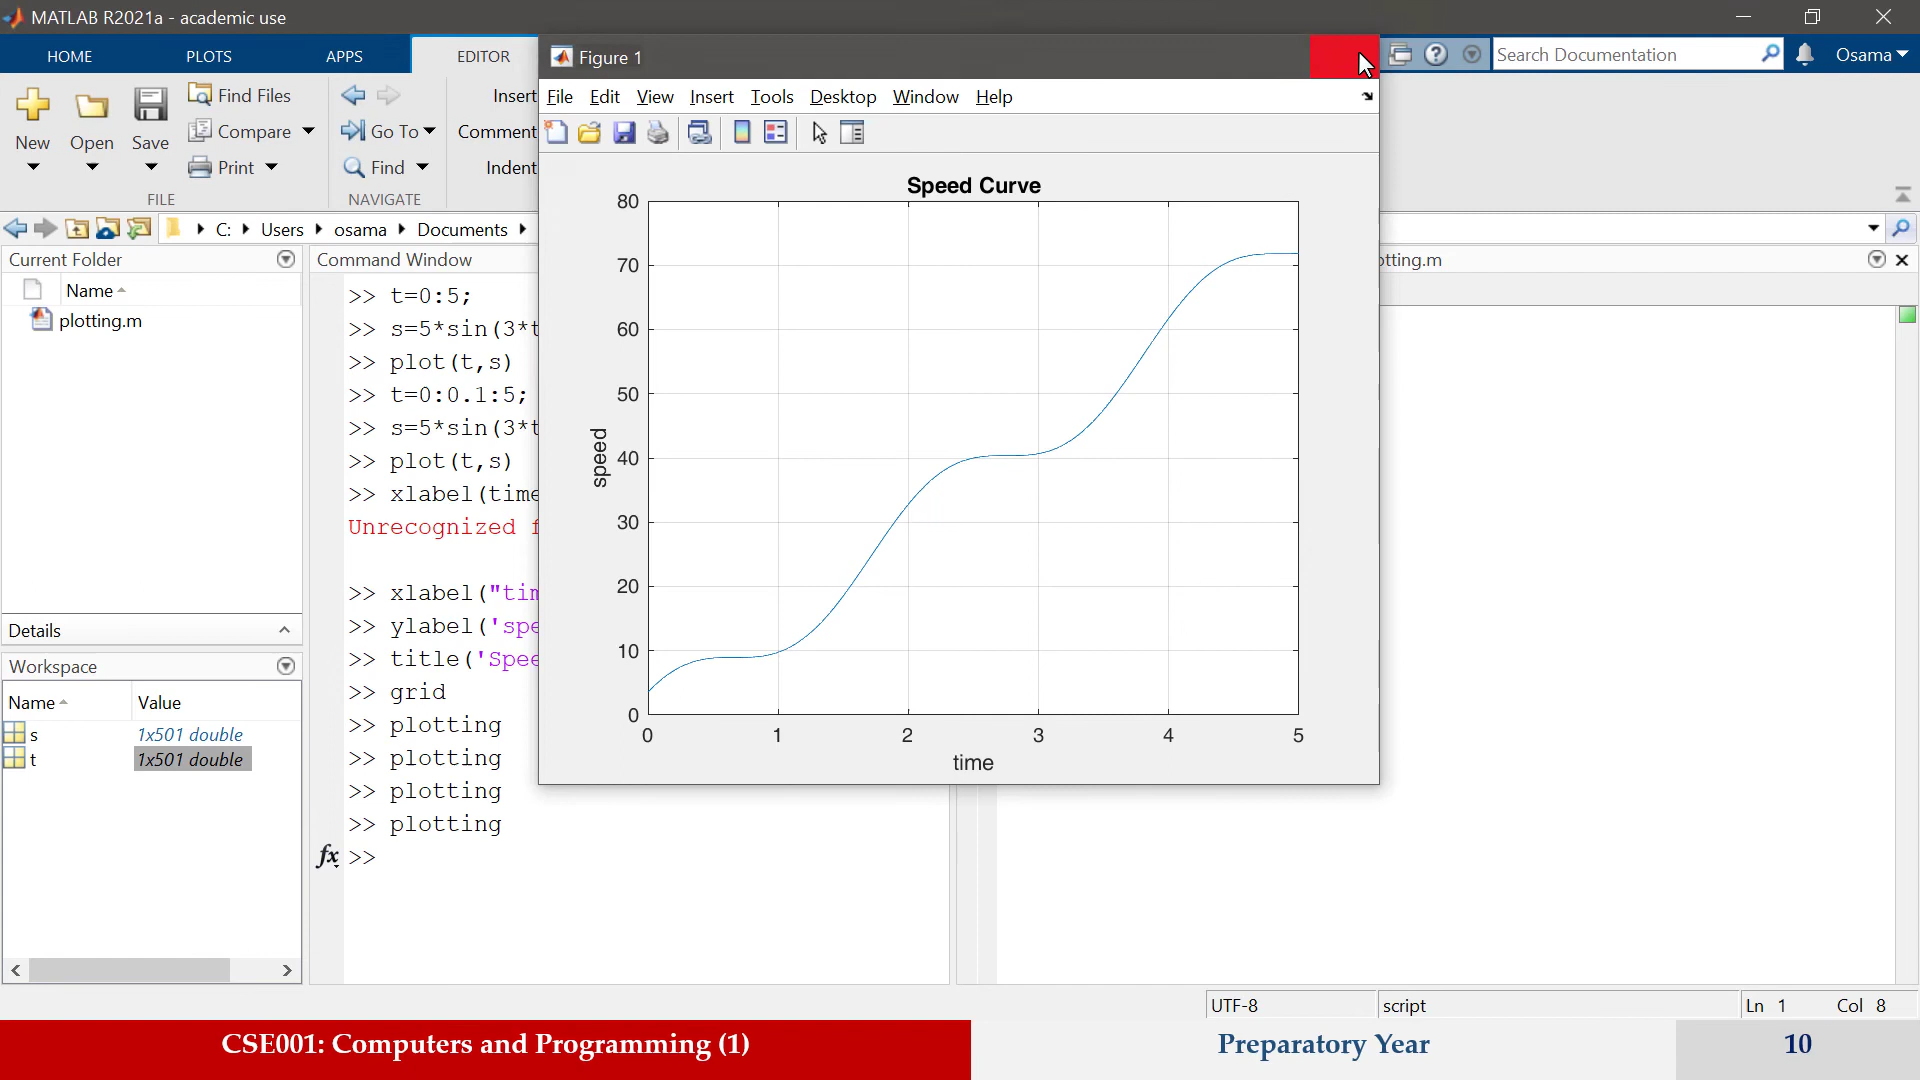 MATLAB R2021a - academic use
HOME
PLOTS
APPS
EDITOR
Search Documentation
Osama
New
Open
Save
Find Files
Compare
Print
FILE
Go To
Find
NAVIGATE
Insert
Comment
Indent
C:
Users
osama
Documents
Current Folder
Name
plotting.m
Details
Workspace
Name
Value
s
1x501 double
t
1x501 double
Command Window
>> t=0:5;
>> s=5*sin(3*t
>> plot(t,s)
>> t=0:0.1:5;
>> s=5*sin(3*t
>> plot(t,s)
>> xlabel(time
Unrecognized f
>> xlabel("tim
>> ylabel('spe
>> title('Spee
>> grid
>> plotting
>> plotting
>> plotting
>> plotting
fx >>
Figure 1
File Edit View Insert Tools Desktop Window Help
Speed Curve
80
70
60
50
40
30
20
10
0
speed
0 1 2 3 4 5
time
otting.m
UTF-8
script
Ln 1
Col 8
CSE001: Computers and Programming (1)
Preparatory Year
10